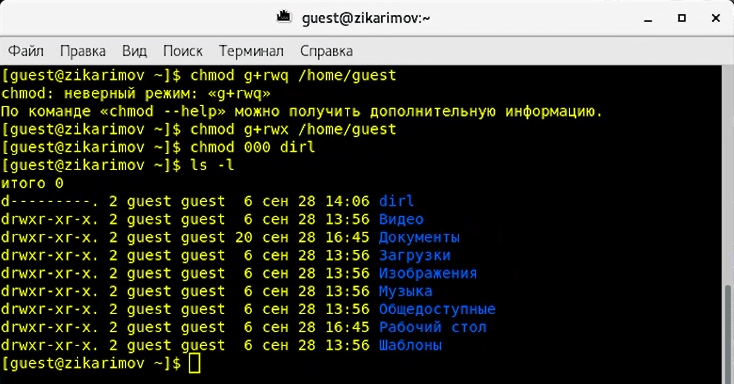 guest@zikarimov:~
Файл Правка Вид Поиск Терминал Справка
[guest@zikarimov ~]$ chmod g+rwq /home/guest
chmod: неверный режим: «g+rwq»
По команде «chmod --help» можно получить дополнительную информацию.
[guest@zikarimov ~]$ chmod g+rwx /home/guest
[guest@zikarimov ~]$ chmod 000 dirl
[guest@zikarimov ~]$ ls -l
итого 0
d---------. 2 guest guest  6 сен 28 14:06 dirl
drwxr-xr-x. 2 guest guest  6 сен 28 13:56 Видео
drwxr-xr-x. 2 guest guest 20 сен 28 16:45 Документы
drwxr-xr-x. 2 guest guest  6 сен 28 13:56 Загрузки
drwxr-xr-x. 2 guest guest  6 сен 28 13:56 Изображения
drwxr-xr-x. 2 guest guest  6 сен 28 13:56 Музыка
drwxr-xr-x. 2 guest guest  6 сен 28 13:56 Общедоступные
drwxr-xr-x. 2 guest guest  6 сен 28 16:45 Рабочий стол
drwxr-xr-x. 2 guest guest  6 сен 28 13:56 Шаблоны
[guest@zikarimov ~]$